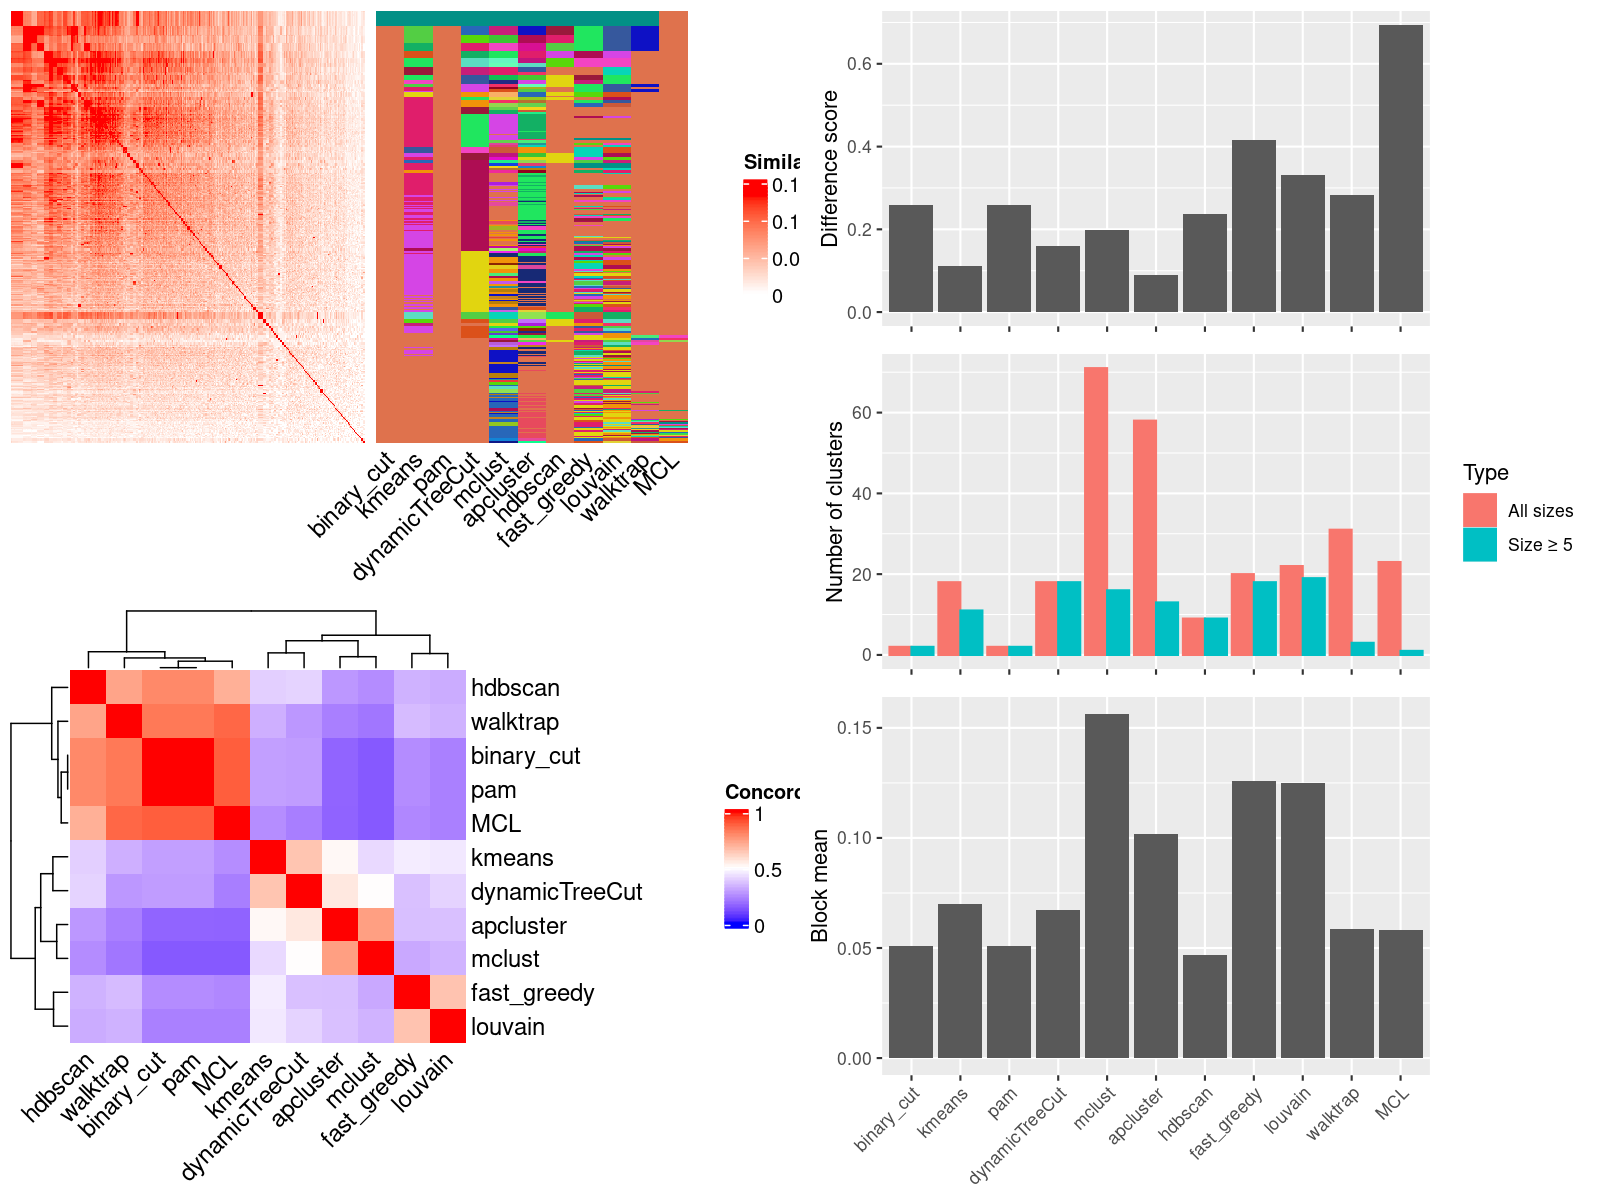 Simila
0.1
0.1
0.0
0
binary_cut
kmeans
pam
dynamicTreeCut
mclust
apcluster
hdbscan
fast_greedy
louvain
walktrap
MCL
Difference score
0.6
0.4
0.2
0.0
Number of clusters
60
40
20
0
Type
All sizes
Size ≥ 5
hdbscan
walktrap
binary_cut
pam
MCL
kmeans
dynamicTreeCut
apcluster
mclust
fast_greedy
louvain
hdbscan
walktrap
binary_cut
pam
MCL
kmeans
dynamicTreeCut
apcluster
mclust
fast_greedy
louvain
Concord
1
0.5
0
Block mean
0.15
0.10
0.05
0.00
binary_cut
kmeans
pam
dynamicTreeCut
mclust
apcluster
hdbscan
fast_greedy
louvain
walktrap
MCL